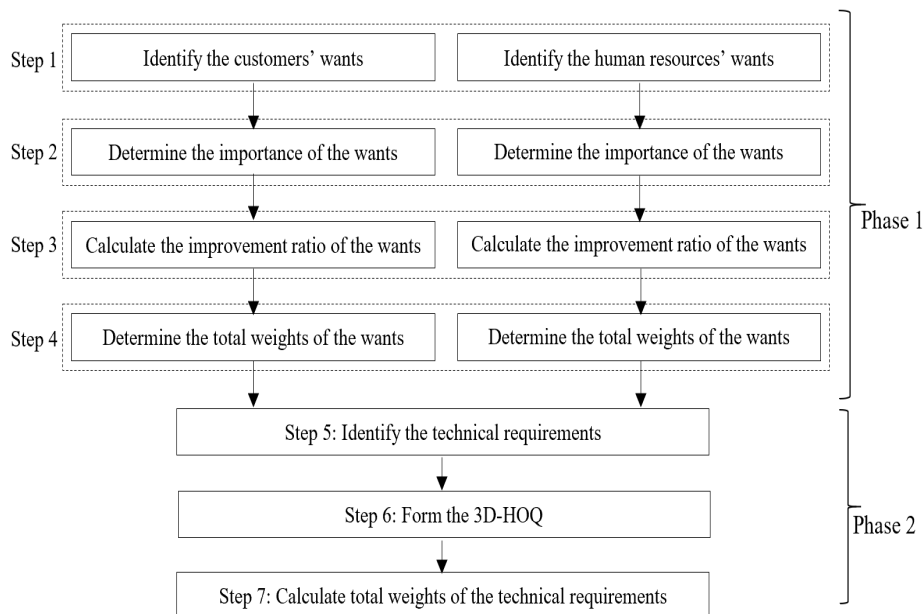 Step 1
Identify the customers’ wants
Identify the human resources’ wants
Step 2
Determine the importance of the wants
Determine the importance of the wants
Step 3
Calculate the improvement ratio of the wants
Calculate the improvement ratio of the wants
Phase 1
Step 4
Determine the total weights of the wants
Determine the total weights of the wants
Step 5: Identify the technical requirements
Step 6: Form the 3D-HOQ
Phase 2
Step 7: Calculate total weights of the technical requirements